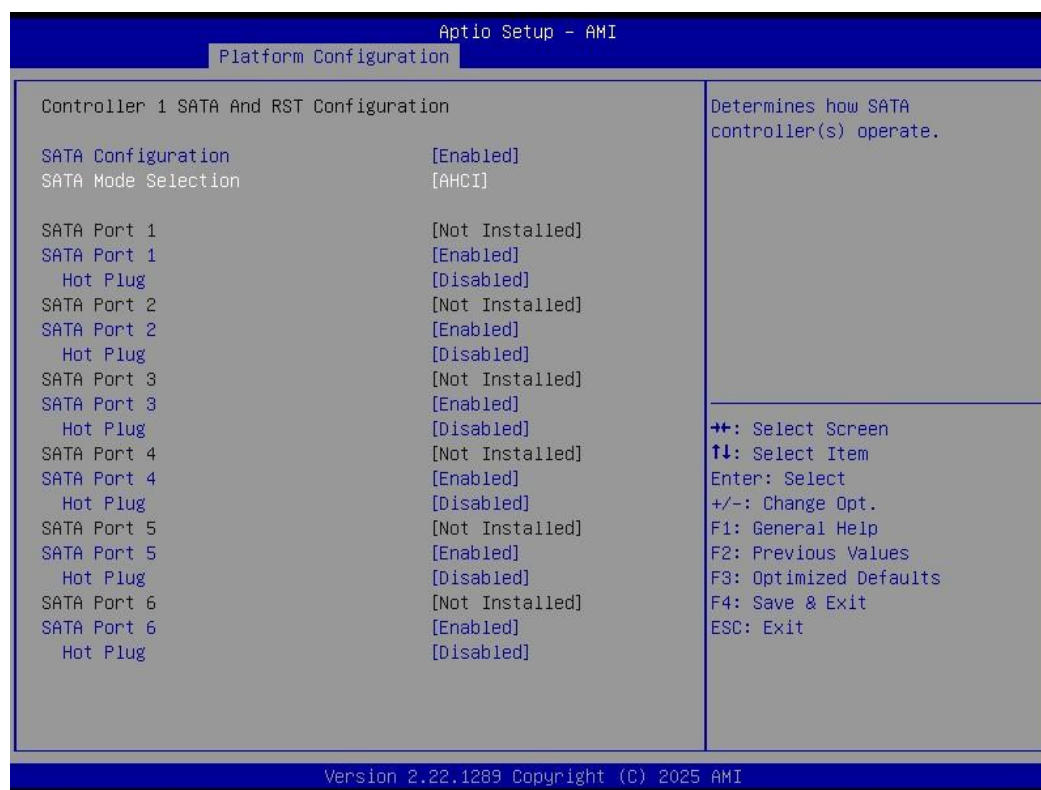 Aptio Setup – AMI
Platform Configuration
Controller 1 SATA And RST Configuration
SATA Configuration [Enabled]
SATA Mode Selection [AHCI]
SATA Port 1 [Not Installed]
SATA Port 1 [Enabled]
Hot Plug [Disabled]
SATA Port 2 [Not Installed]
SATA Port 2 [Enabled]
Hot Plug [Disabled]
SATA Port 3 [Not Installed]
SATA Port 3 [Enabled]
Hot Plug [Disabled]
SATA Port 4 [Not Installed]
SATA Port 4 [Enabled]
Hot Plug [Disabled]
SATA Port 5 [Not Installed]
SATA Port 5 [Enabled]
Hot Plug [Disabled]
SATA Port 6 [Not Installed]
SATA Port 6 [Enabled]
Hot Plug [Disabled]
Determines how SATA
controller(s) operate.
→←: Select Screen
↑↓: Select Item
Enter: Select
+/-: Change Opt.
F1: General Help
F2: Previous Values
F3: Optimized Defaults
F4: Save & Exit
ESC: Exit
Version 2.22.1289 Copyright (C) 2025 AMI